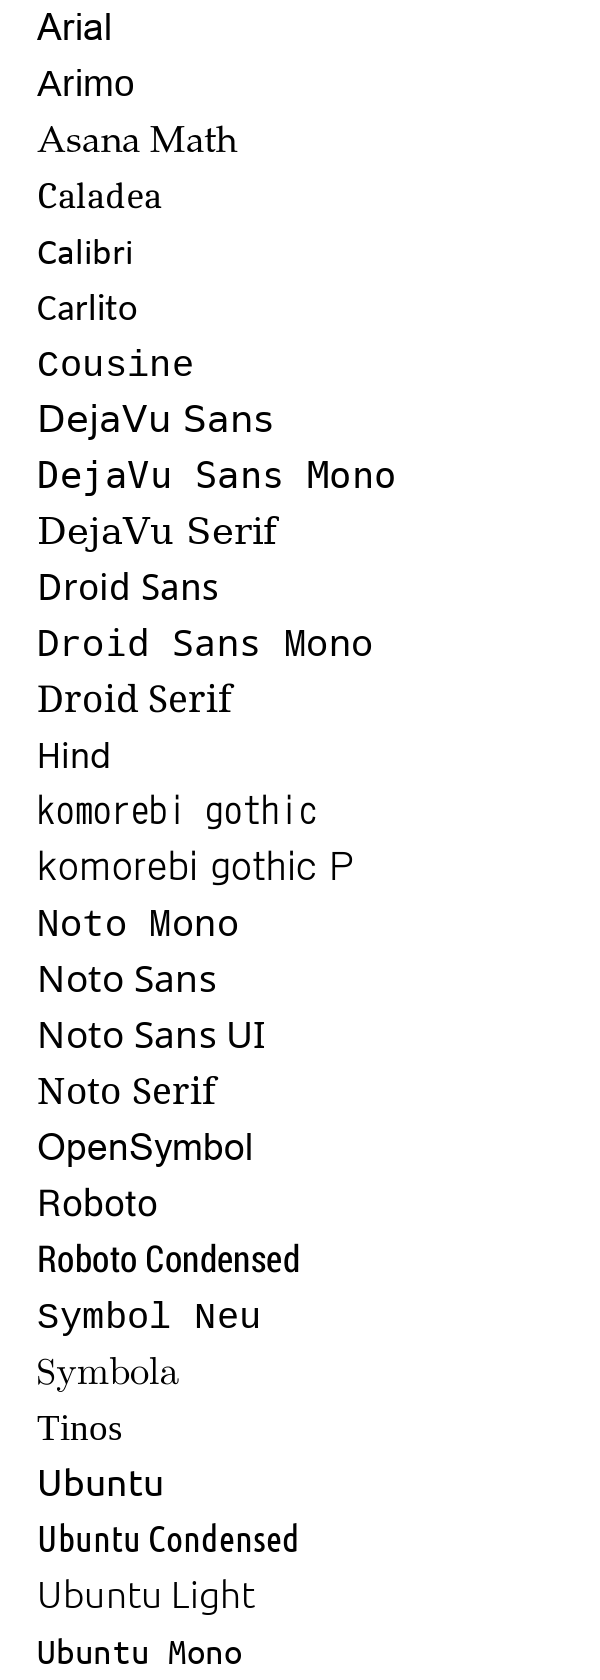 Arial
Arimo
Asana Math
Caladea
Calibri
Carlito
Cousine
DejaVu Sans
DejaVu Sans Mono
DejaVu Serif
Droid Sans
Droid Sans Mono
Droid Serif
Hind
komorebi gothic
komorebi gothic P
Noto Mono
Noto Sans
Noto Sans UI
Noto Serif
OpenSymbol
Roboto
Roboto Condensed
Symbol Neu
Symbola
Tinos
Ubuntu
Ubuntu Condensed
Ubuntu Light
Ubuntu Mono